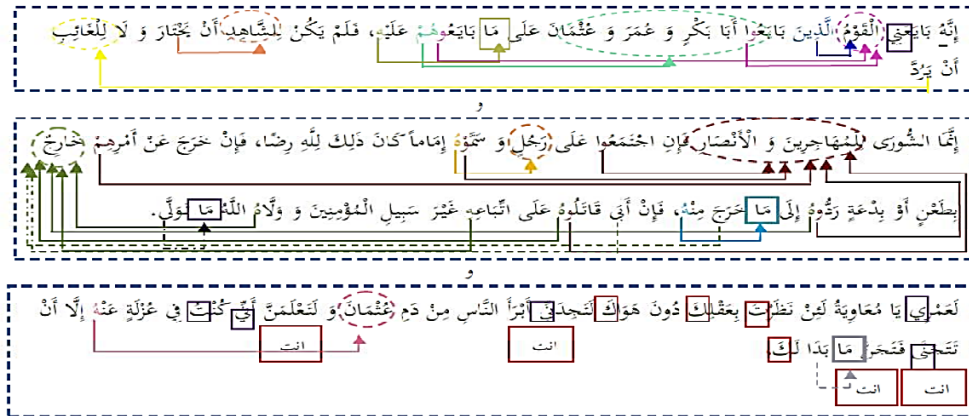 إِنَّهُ بَايَعَنِي الْقَوْمُ الَّذِينَ بَايَعُوا أَبَا بَكْرٍ وَ عُمَرَ وَ عُثْمَانَ عَلَى مَا بَايَعُوهُمْ عَلَيْهِ، فَلَمْ يَكُنْ لِلشَّاهِدِ أَنْ يَخْتَارَ وَ لَا لِلْغَائِبِ
أَنْ يَرُدَّ
و
إِنَّمَا الشُّورَى لِلْمُهَاجِرِينَ وَ الْأَنْصَارِ فَإِنِ اجْتَمَعُوا عَلَى رَجُلٍ وَ سَمَّوْهُ إِمَاماً كَانَ ذَلِكَ لِلَّهِ رِضًا، فَإِنْ خَرَجَ عَنْ أَمْرِهِمْ خَارِجٌ
بِطَعْنٍ أَوْ بِدْعَةٍ رَدُّوهُ إِلَى مَا خَرَجَ مِنْهُ، فَإِنْ أَبَى قَاتَلُوهُ عَلَى اتِّبَاعِهِ غَيْرَ سَبِيلِ الْمُؤْمِنِينَ وَ وَلَّاهُ اللَّهُ مَا تَوَلَّى.
و
لَعَمْرِي يَا مُعَاوِيَةُ لَئِنْ نَظَرْتَ بِعَقْلِكَ دُونَ هَوَاكَ لَتَجِدَنِّي أَبْرَأَ النَّاسِ مِنْ دَمِ عُثْمَانَ وَ لَتَعْلَمَنَّ أَنِّي كُنْتُ فِي عُزْلَةٍ عَنْهُ إِلَّا أَنْ
انت انت
تَتَجَنَّى فَتَجَنَّ مَا بَدَا لَكَ
انت انت